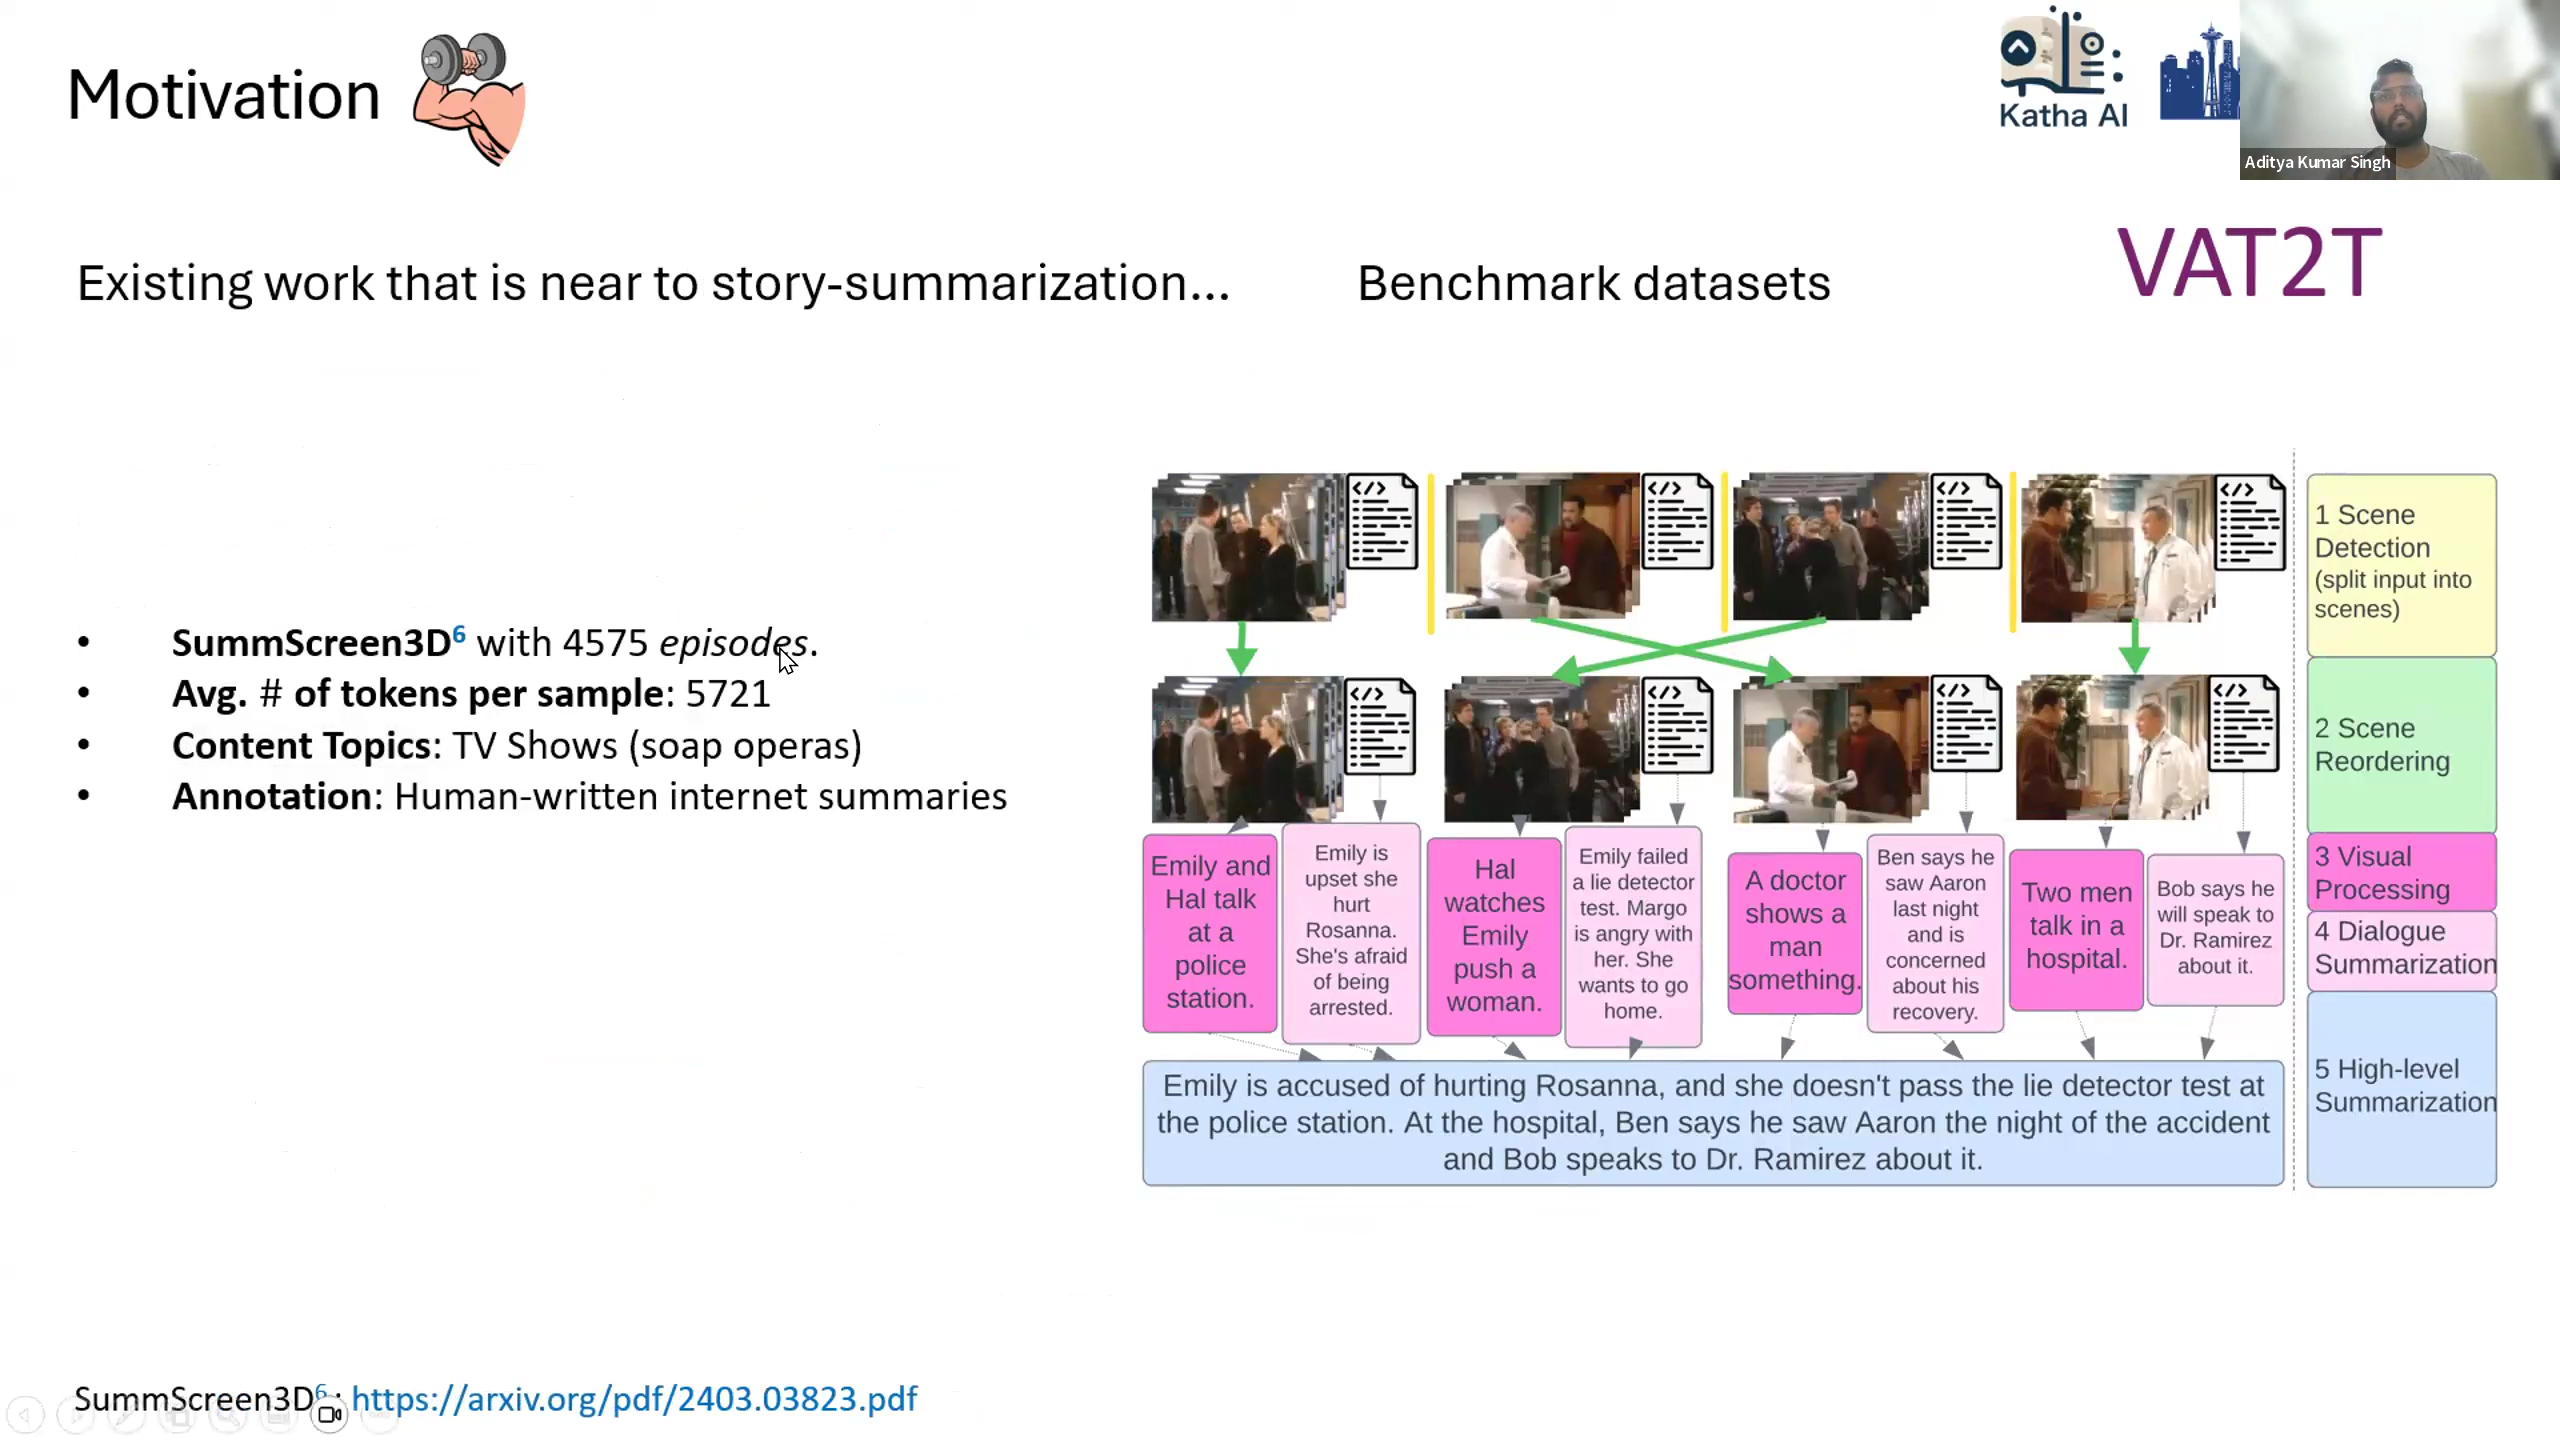 Motivation
Katha AI
Aditya Kumar Singh
Existing work that is near to story-summarization...
Benchmark datasets
VAT2T
• SummScreen3D6 with 4575 episodes.
• Avg. # of tokens per sample: 5721
• Content Topics: TV Shows (soap operas)
• Annotation: Human-written internet summaries
1 Scene
Detection
(split input into
scenes)
2 Scene
Reordering
3 Visual
Processing
4 Dialogue
Summarization
5 High-level
Summarization
Emily and
Hal talk
at a
police
station.
Emily is
upset she
hurt
Rosanna.
She's afraid
of being
arrested.
Hal
watches
Emily
push a
woman.
Emily failed
a lie detector
test. Margo
is angry with
her. She
wants to go
home.
A doctor
shows a
man
something.
Ben says he
saw Aaron
last night
and is
concerned
about his
recovery.
Two men
talk in a
hospital.
Bob says he
will speak to
Dr. Ramirez
about it.
Emily is accused of hurting Rosanna, and she doesn't pass the lie detector test at
the police station. At the hospital, Ben says he saw Aaron the night of the accident
and Bob speaks to Dr. Ramirez about it.
SummScreen3D6: https://arxiv.org/pdf/2403.03823.pdf